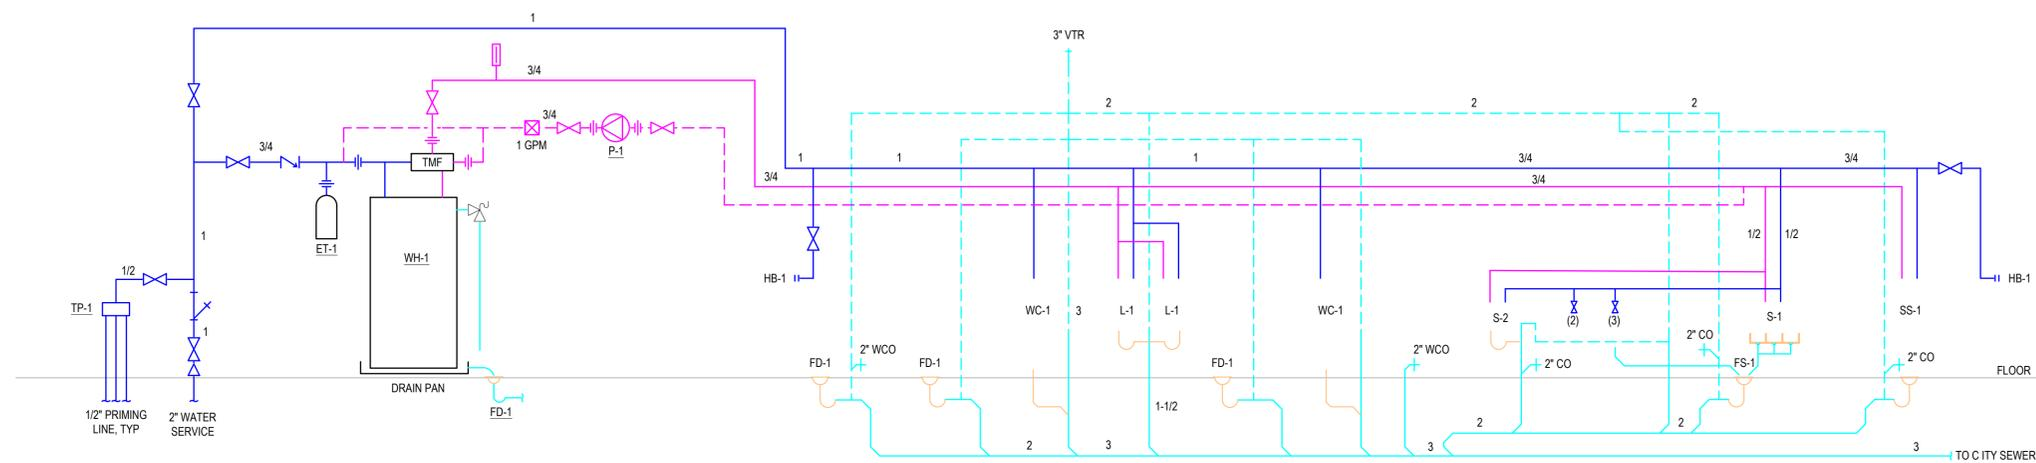 1
3" VTR
3/4
2
2
2
3/4
1 GPM
P-1
3/4
TMF
1
1
1
3/4
3/4
3/4
3/4
1
ET-1
WH-1
1/2
1/2
1/2
HB-1
HB-1
TP-1
WC-1
3
L-1
L-1
WC-1
S-2
(2)
(3)
S-1
SS-1
1
2" WCO
2" WCO
2" CO
2" CO
2" CO
FD-1
FD-1
FD-1
FS-1
FLOOR
DRAIN PAN
FD-1
1/2" PRIMING
LINE, TYP
2" WATER
SERVICE
1-1/2
2
2
2
3
3
3
TO C ITY SEWER